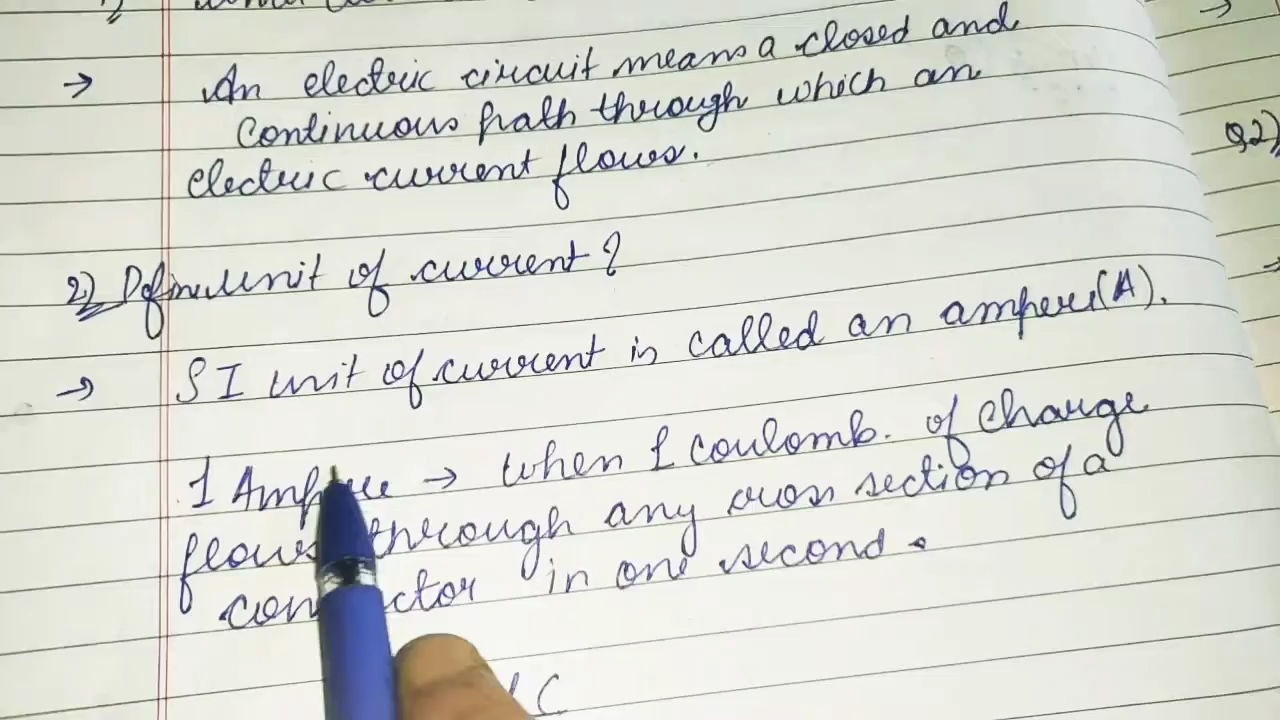 → An electric circuit means a closed and
continuous path through which an
electric current flows.
Q2)
2) Define unit of current?
→ SI unit of current is called an ampere (A).
1 Ampere → when 1 coulomb. of charge
flows through any cross section of a
conductor in one second.
1C